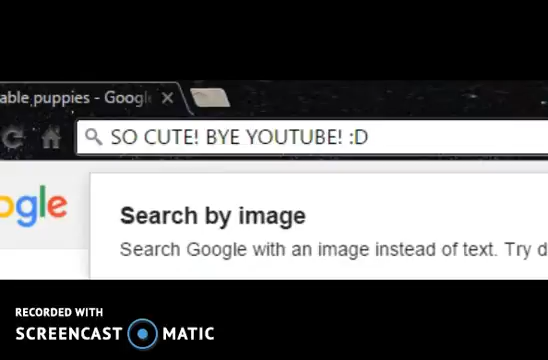 able puppies - Googl
SO CUTE! BYE YOUTUBE! :D
ogle
Search by image
Search Google with an image instead of text. Try d
RECORDED WITH
SCREENCAST MATIC